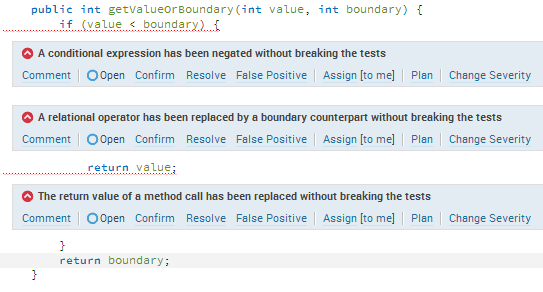 public int getValueOrBoundary(int value, int boundary) {
if (value < boundary) {
A conditional expression has been negated without breaking the tests
Comment Open Confirm Resolve False Positive Assign [to me] Plan Change Severity
A relational operator has been replaced by a boundary counterpart without breaking the tests
Comment Open Confirm Resolve False Positive Assign [to me] Plan Change Severity
return value;
The return value of a method call has been replaced without breaking the tests
Comment Open Confirm Resolve False Positive Assign [to me] Plan Change Severity
}
return boundary;
}